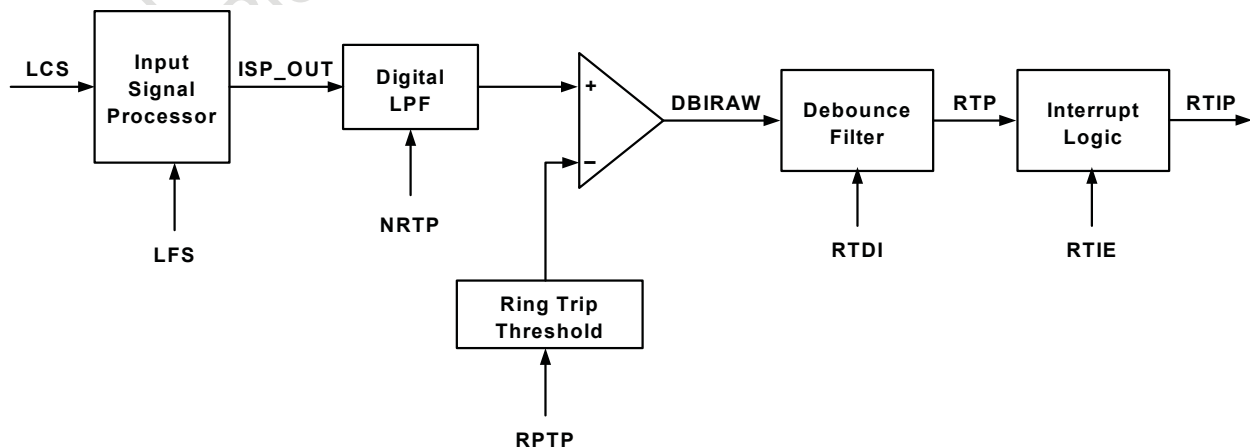 LCS
Input
Signal
Processor
ISP_OUT
Digital
LPF
+
–
DBIRAW
Debounce
Filter
RTP
Interrupt
Logic
RTIP
LFS
NRTP
RTDI
RTIE
Ring Trip
Threshold
RPTP